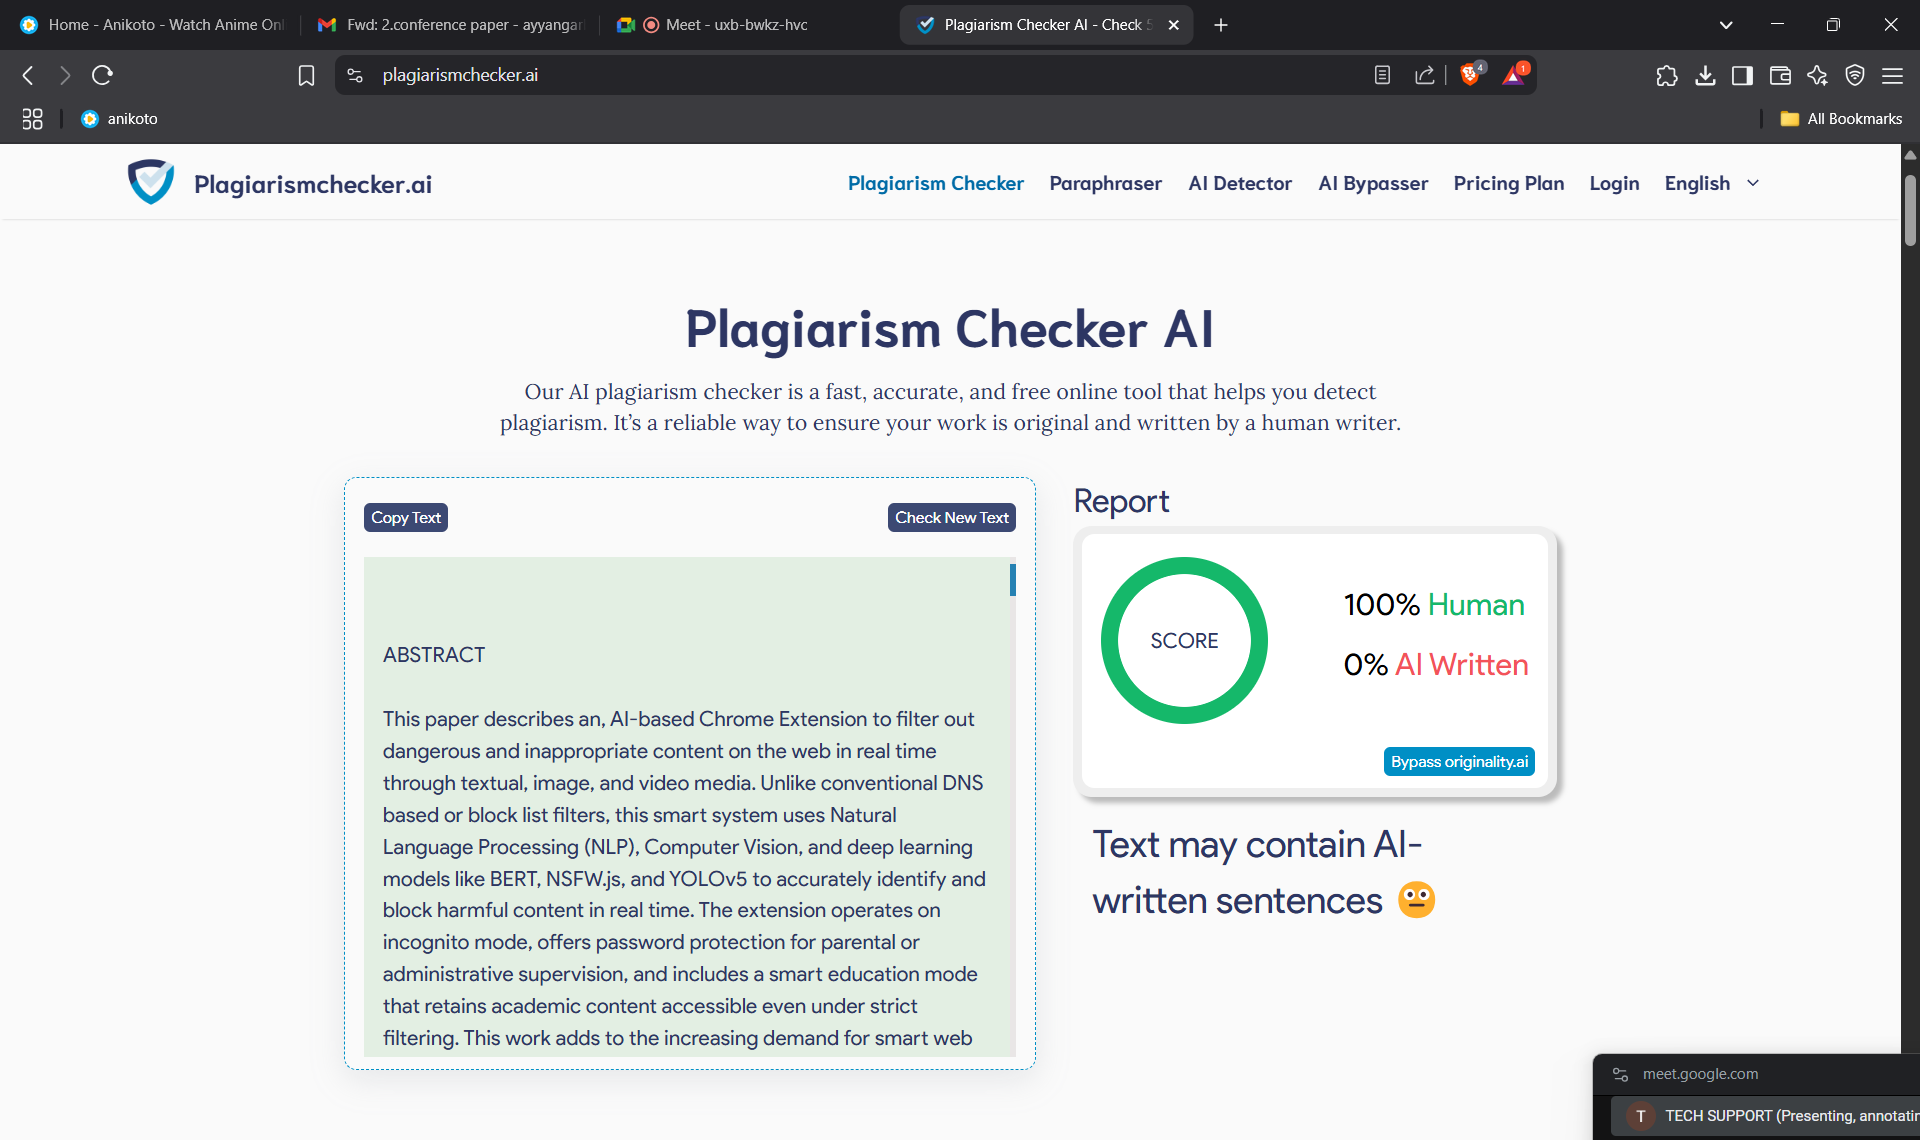 Home - Anikoto - Watch Anime Onl
Fwd: 2.conference paper - ayyangar
Meet - uxb-bwkz-hvc
Plagiarism Checker AI - Check 5
plagiarismchecker.ai
4
1
anikoto
All Bookmarks
Plagiarismchecker.ai
Plagiarism Checker
Paraphraser
AI Detector
AI Bypasser
Pricing Plan
Login
English
Plagiarism Checker AI
Our AI plagiarism checker is a fast, accurate, and free online tool that helps you detect
plagiarism. It’s a reliable way to ensure your work is original and written by a human writer.
Copy Text
Check New Text
ABSTRACT
This paper describes an, AI-based Chrome Extension to filter out
dangerous and inappropriate content on the web in real time
through textual, image, and video media. Unlike conventional DNS
based or block list filters, this smart system uses Natural
Language Processing (NLP), Computer Vision, and deep learning
models like BERT, NSFW.js, and YOLOv5 to accurately identify and
block harmful content in real time. The extension operates on
incognito mode, offers password protection for parental or
administrative supervision, and includes a smart education mode
that retains academic content accessible even under strict
filtering. This work adds to the increasing demand for smart web
Report
SCORE
100% Human
0% AI Written
Bypass originality.ai
Text may contain AI-
written sentences
meet.google.com
T
TECH SUPPORT (Presenting, annotatin